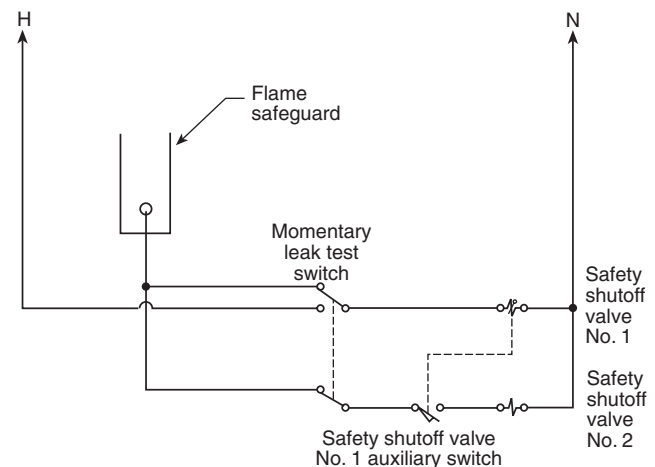 H
N
Flame
safeguard
Momentary
leak test
switch
Safety
shutoff
valve
No. 1
Safety
shutoff
valve
No. 2
Safety shutoff valve
No. 1 auxiliary switch